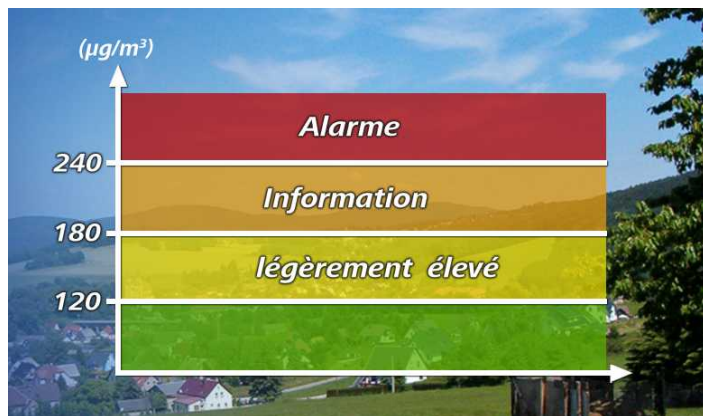 (µg/m³)
Alarme
240
Information
180
légèrement élevé
120